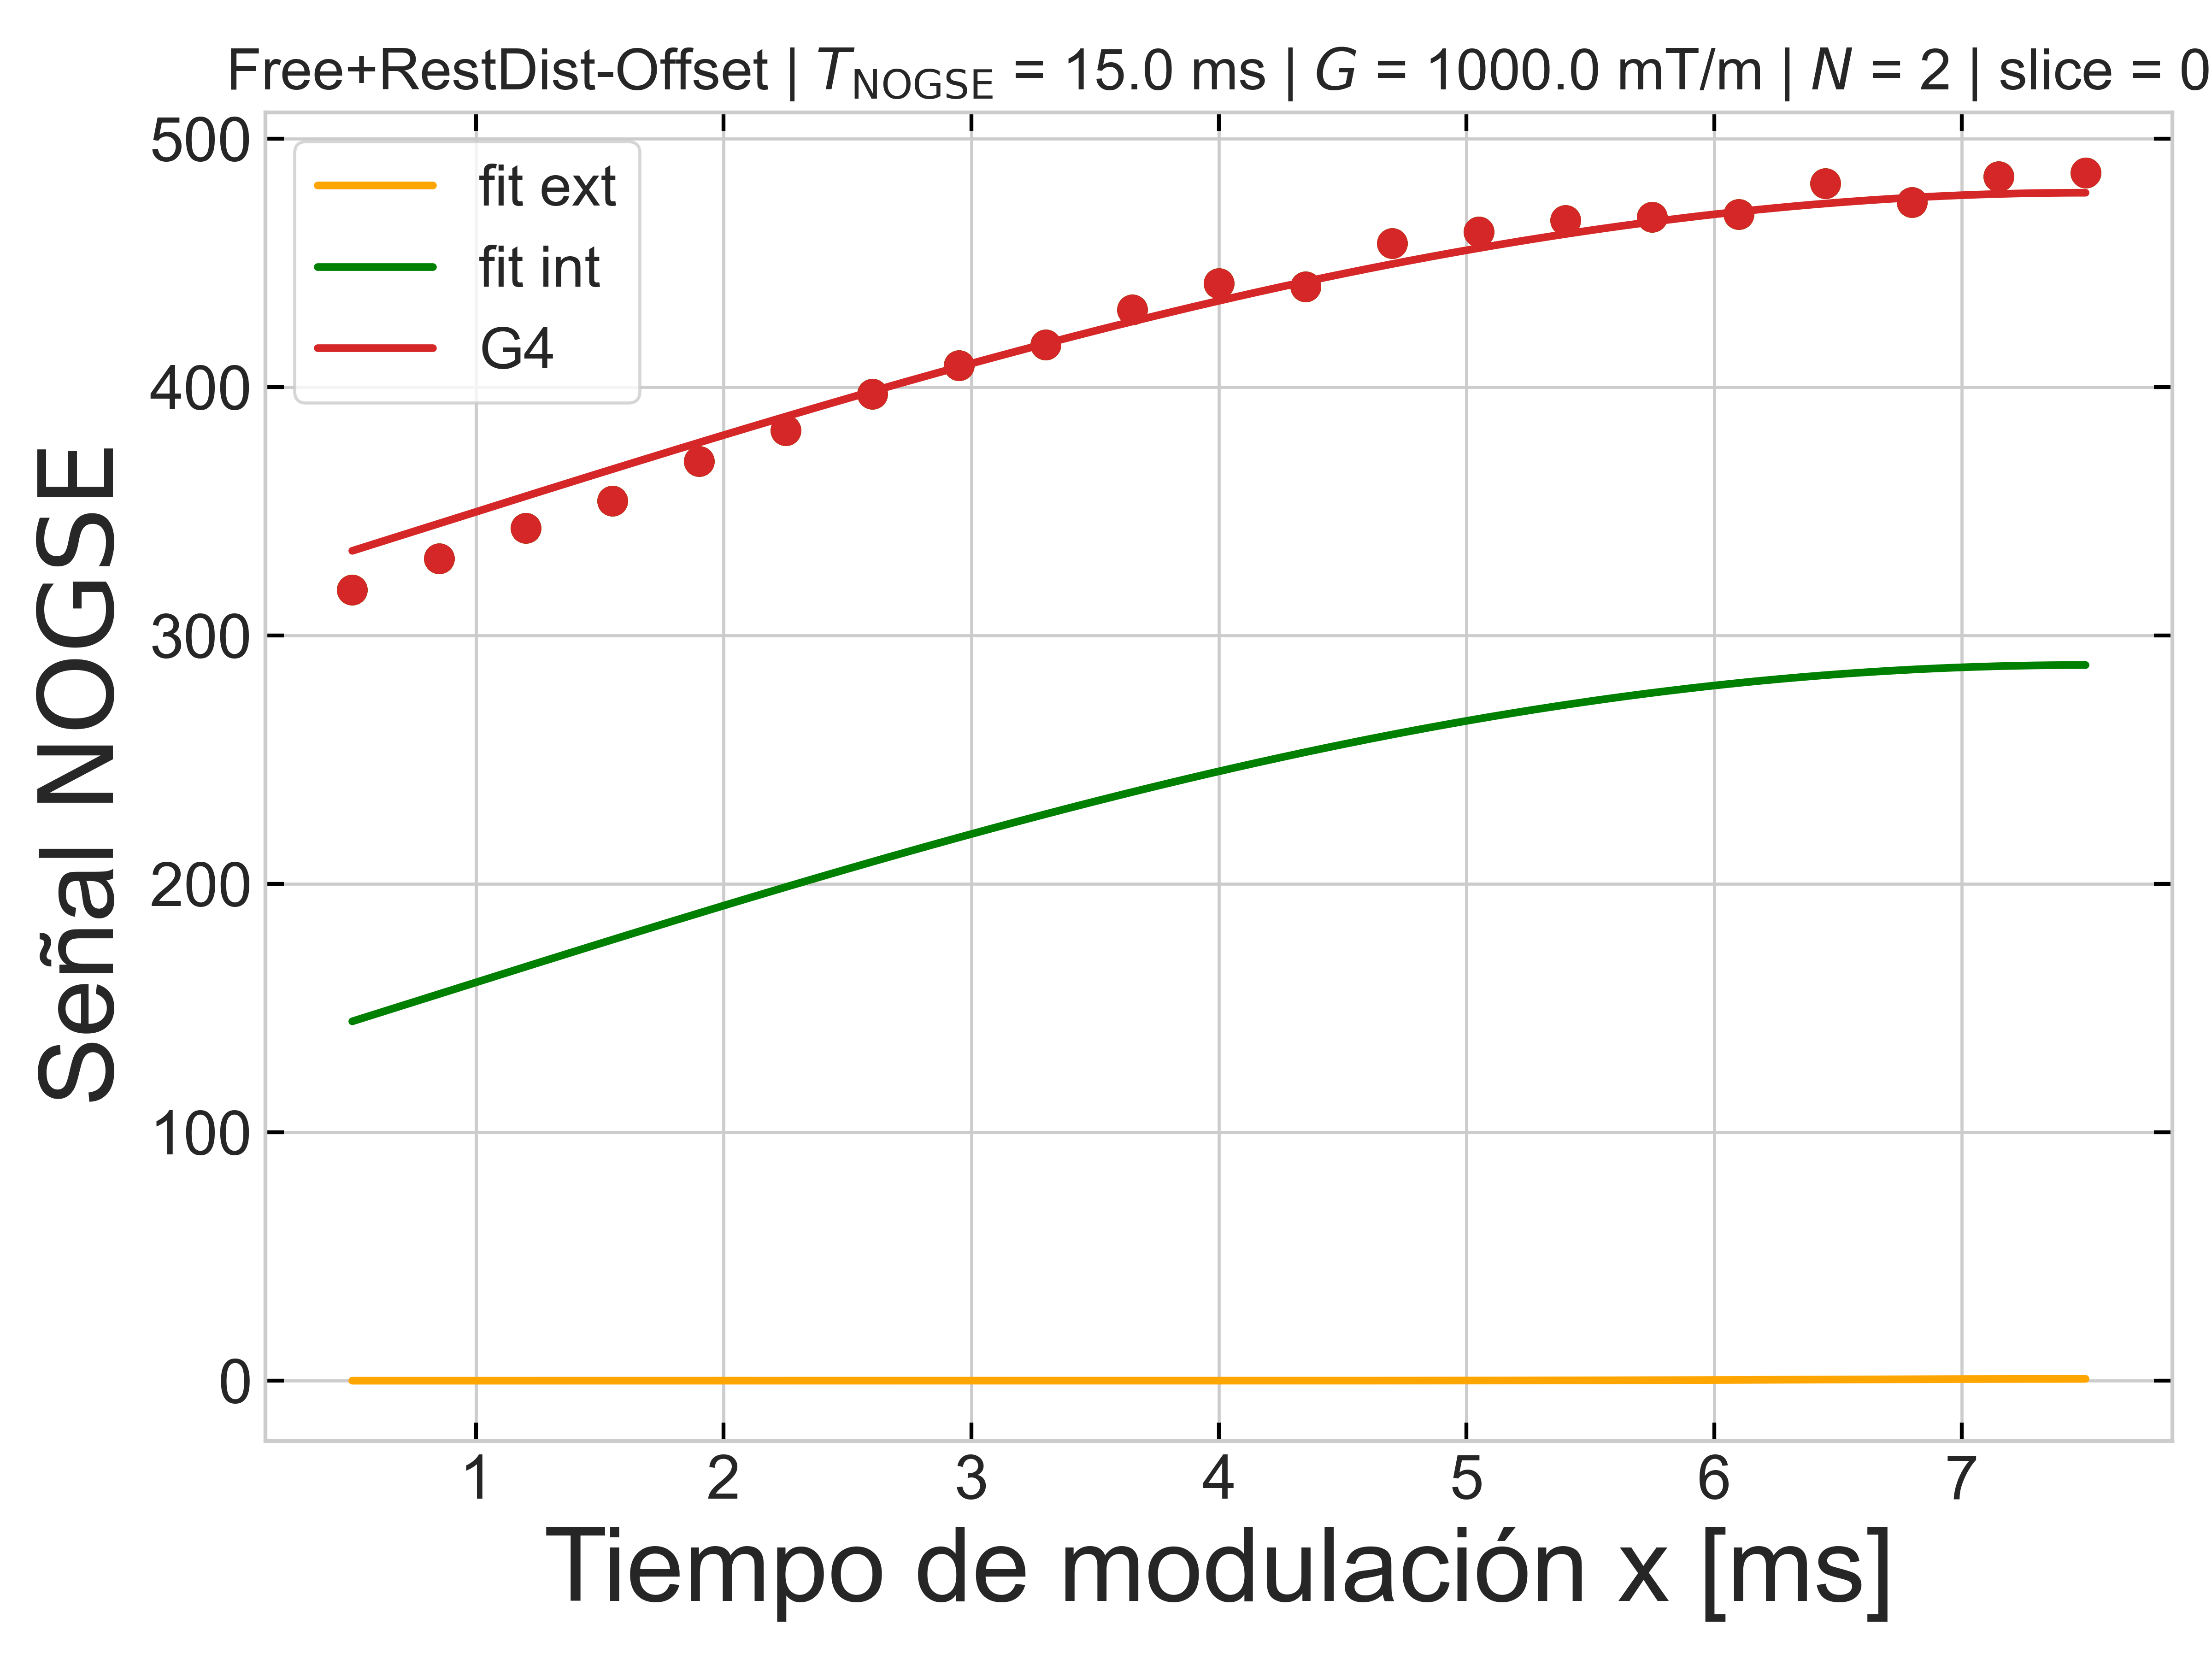 Free+RestDist-Offset | T_NOGSE = 15.0 ms | G = 1000.0 mT/m | N = 2 | slice = 0
500
400
300
200
100
0
fit ext
fit int
G4
Señal NOGSE
1 2 3 4 5 6 7
Tiempo de modulación x [ms]